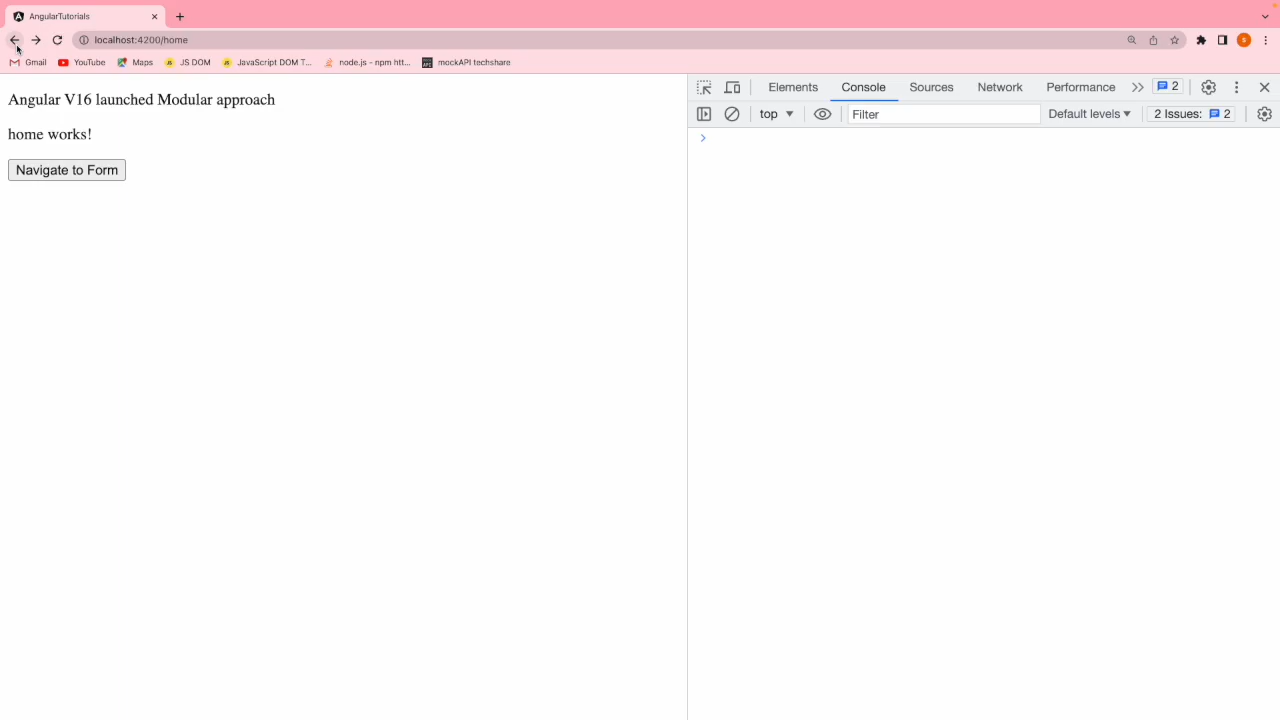 AngularTutorials
localhost:4200/home
S
Gmail YouTube Maps JS DOM JavaScript DOM T... node.js - npm htt... mockAPI techshare
Angular V16 launched Modular approach
home works!
Navigate to Form
Elements Console Sources Network Performance 2
top Filter Default levels 2 Issues: 2